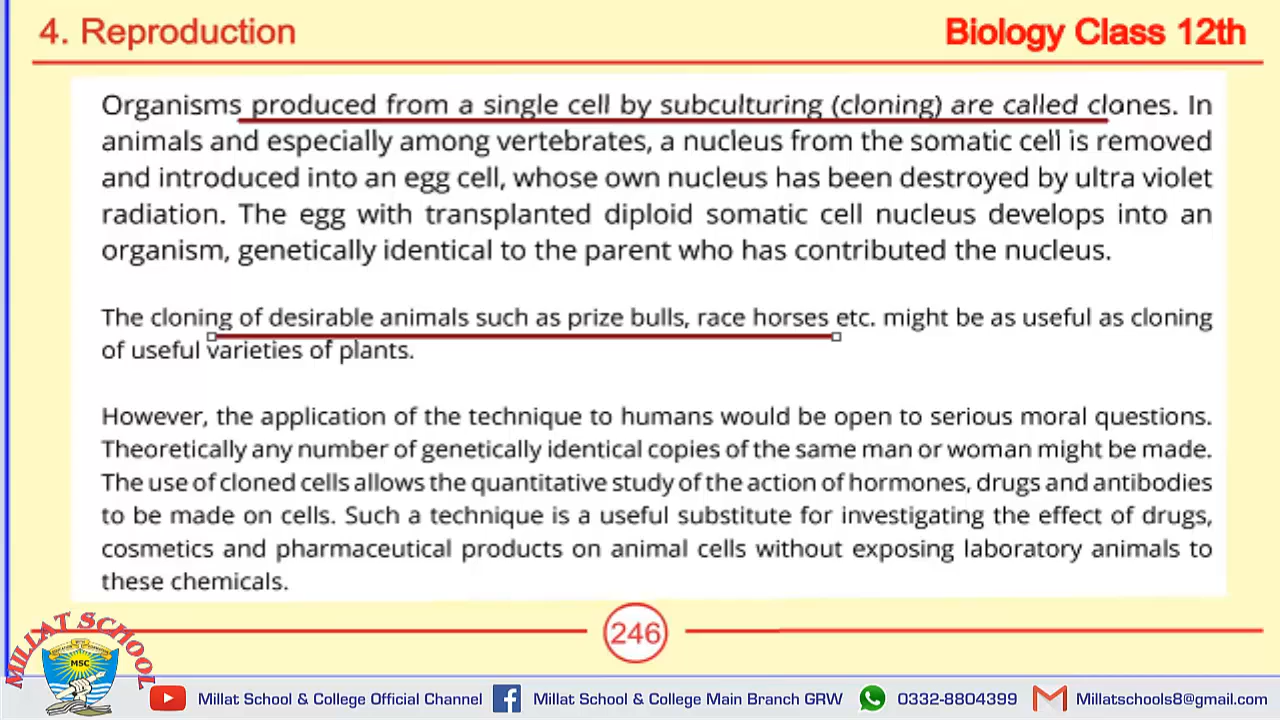 4. Reproduction
Biology Class 12th
Organisms produced from a single cell by subculturing (cloning) are called clones. In
animals and especially among vertebrates, a nucleus from the somatic cell is removed
and introduced into an egg cell, whose own nucleus has been destroyed by ultra violet
radiation. The egg with transplanted diploid somatic cell nucleus develops into an
organism, genetically identical to the parent who has contributed the nucleus.
The cloning of desirable animals such as prize bulls, race horses etc. might be as useful as cloning
of useful varieties of plants.
However, the application of the technique to humans would be open to serious moral questions.
Theoretically any number of genetically identical copies of the same man or woman might be made.
The use of cloned cells allows the quantitative study of the action of hormones, drugs and antibodies
to be made on cells. Such a technique is a useful substitute for investigating the effect of drugs,
cosmetics and pharmaceutical products on animal cells without exposing laboratory animals to
these chemicals.
246
MILLAT SCHOOL
MSC
Millat School & College Official Channel
Millat School & College Main Branch GRW
0332-8804399
Millatschools8@gmail.com